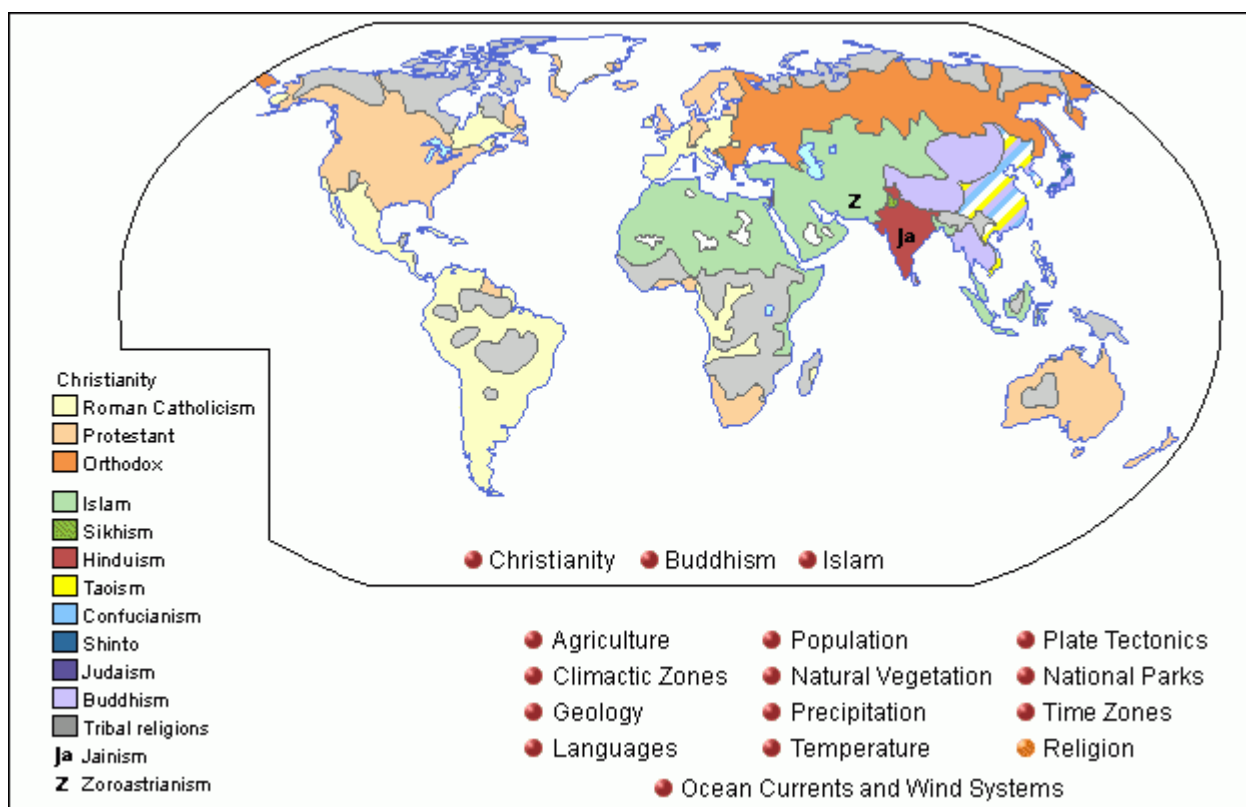 Z
Ja
Christianity
Roman Catholicism
Protestant
Orthodox
Islam
Sikhism
Hinduism
Taoism
Confucianism
Shinto
Judaism
Buddhism
Tribal religions
Ja Jainism
Z Zoroastrianism
Christianity Buddhism Islam
Agriculture Population Plate Tectonics
Climactic Zones Natural Vegetation National Parks
Geology Precipitation Time Zones
Languages Temperature Religion
Ocean Currents and Wind Systems